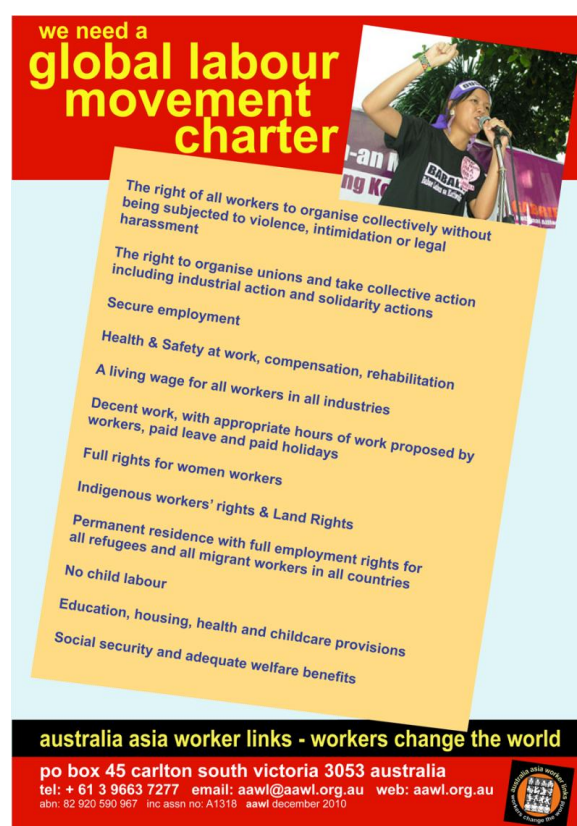 we need a
global labour
movement
charter
BABALA
The right of all workers to organise collectively without
being subjected to violence, intimidation or legal
harassment
The right to organise unions and take collective action
including industrial action and solidarity actions
Secure employment
Health & Safety at work, compensation, rehabilitation
A living wage for all workers in all industries
Decent work, with appropriate hours of work proposed by
workers, paid leave and paid holidays
Full rights for women workers
Indigenous workers' rights & Land Rights
Permanent residence with full employment rights for
all refugees and all migrant workers in all countries
No child labour
Education, housing, health and childcare provisions
Social security and adequate welfare benefits
australia asia worker links - workers change the world
po box 45 carlton south victoria 3053 australia
tel: + 61 3 9663 7277 email: aawl@aawl.org.au web: aawl.org.au
abn: 82 920 590 967 inc assn no: A1318 aawl december 2010
australia asia worker links
workers change the world